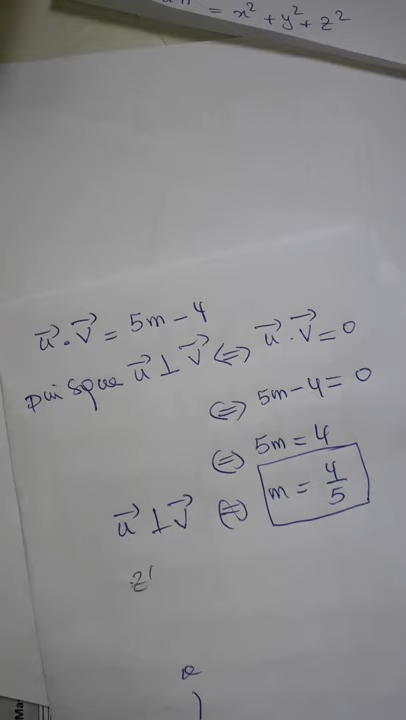 = x² + y² + z²
u⃗ . v⃗ = 5m - 4
puisque u⃗ ⊥ v⃗ ⇔ u⃗ . v⃗ = 0
⇔ 5m - 4 = 0
⇔ 5m = 4
u⃗ ⊥ v⃗ ⇔ m = 4/5
z'